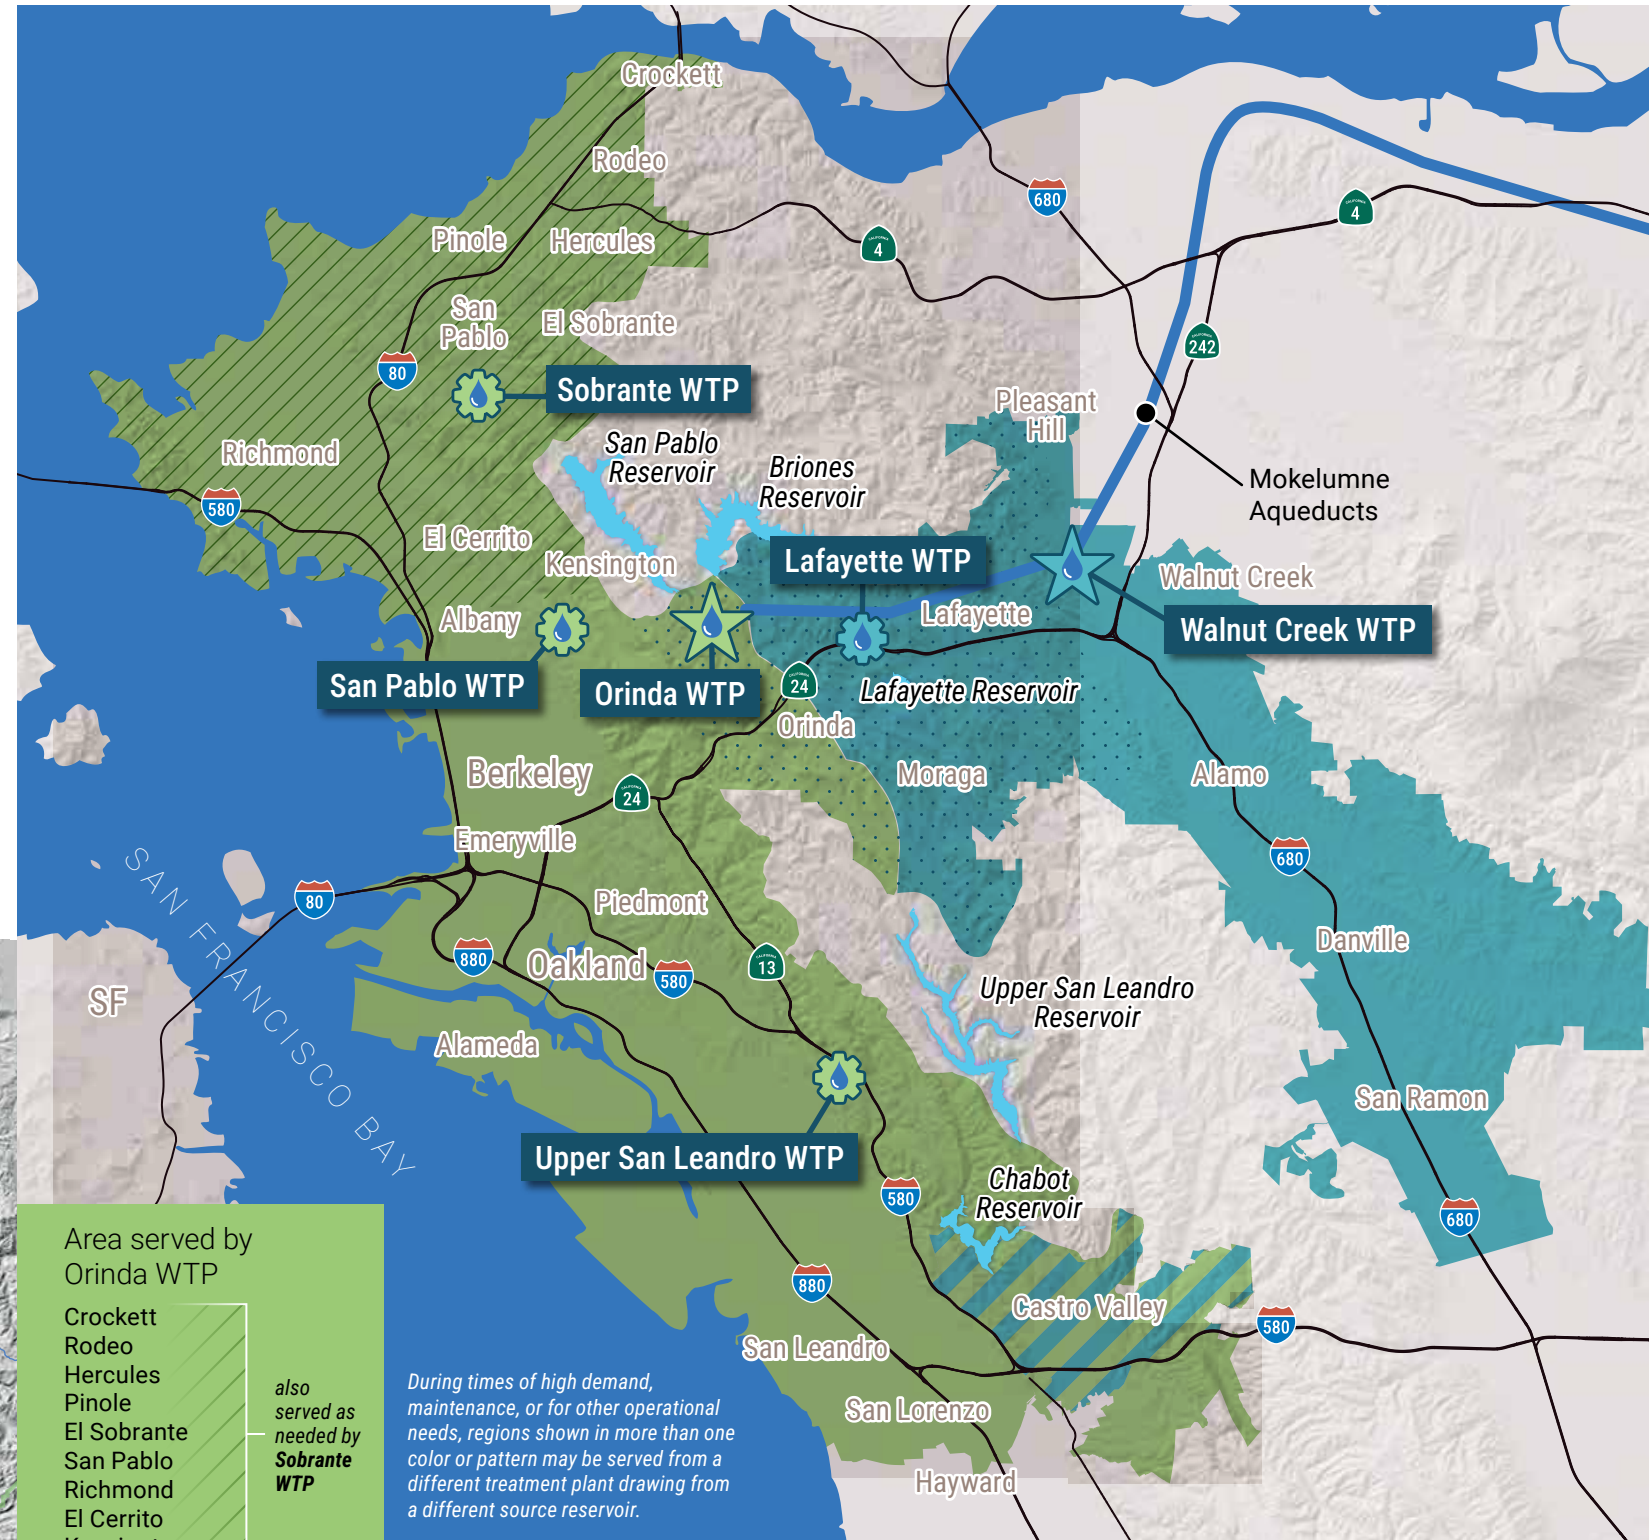 Crockett
Rodeo
680
CALIFORNIA
4
Pinole
Hercules
CALIFORNIA
4
San
Pablo
El Sobrante
CALIFORNIA
242
80
Sobrante WTP
Pleasant
Hill
Richmond
San Pablo
Reservoir
Briones
Reservoir
Mokelumne
Aqueducts
580
El Cerrito
Kensington
Lafayette WTP
Walnut Creek
Albany
Lafayette
Walnut Creek WTP
San Pablo WTP
Orinda WTP
CALIFORNIA
24
Lafayette Reservoir
Orinda
Berkeley
CALIFORNIA
24
Moraga
Alamo
Emeryville
680
SAN FRANCISCO BAY
80
Piedmont
Danville
880
Oakland
580
CALIFORNIA
13
SF
Upper San Leandro
Reservoir
Alameda
San Ramon
Upper San Leandro WTP
Chabot
Reservoir
580
680
880
Castro Valley
580
San Leandro
San Lorenzo
Hayward
Area served by
Orinda WTP
Crockett
Rodeo
Hercules
Pinole
El Sobrante
San Pablo
Richmond
El Cerrito
also
served as
needed by
Sobrante
WTP
During times of high demand,
maintenance, or for other operational
needs, regions shown in more than one
color or pattern may be served from a
different treatment plant drawing from
a different source reservoir.